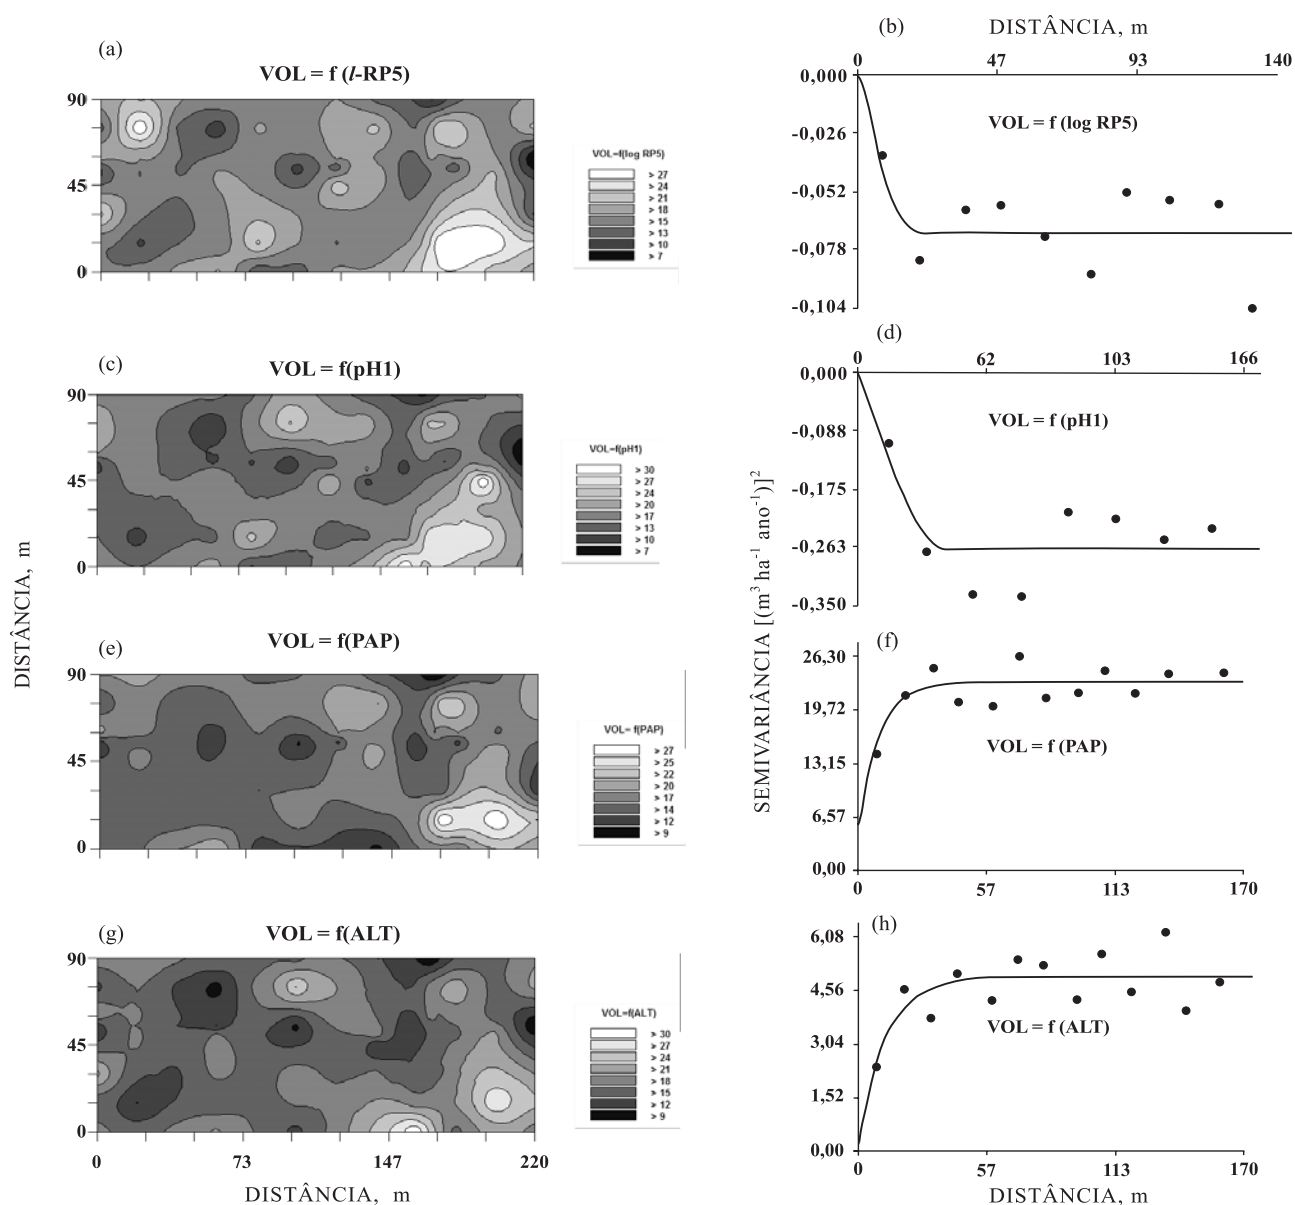 (a)
VOL = f (l-RP5)
90
45
0
VOL=f(log RP5)
> 27
> 24
> 21
> 18
> 15
> 13
> 10
> 7
(b)
DISTÂNCIA, m
0 47 93 140
0,000
-0,026
-0,052
-0,078
-0,104
VOL = f (log RP5)
(c)
VOL = f(pH1)
90
45
0
VOL=f(pH1)
> 30
> 27
> 24
> 20
> 17
> 13
> 10
> 7
(d)
0 62 103 166
0,000
-0,088
-0,175
-0,263
-0,350
VOL = f (pH1)
DISTÂNCIA, m
SEMIVARIÂNCIA [(m³ ha⁻¹ ano⁻¹)]²
(e)
VOL = f(PAP)
90
45
0
VOL= f(PAP)
> 27
> 25
> 22
> 20
> 17
> 14
> 12
> 9
(f)
26,30
19,72
13,15
6,57
0,00
VOL = f (PAP)
0 57 113 170
(g)
VOL = f(ALT)
90
45
0
0 73 147 220
DISTÂNCIA, m
VOL=f(ALT)
> 30
> 27
> 24
> 21
> 18
> 15
> 12
> 9
(h)
6,08
4,56
3,04
1,52
0,00
VOL = f (ALT)
0 57 113 170
DISTÂNCIA, m